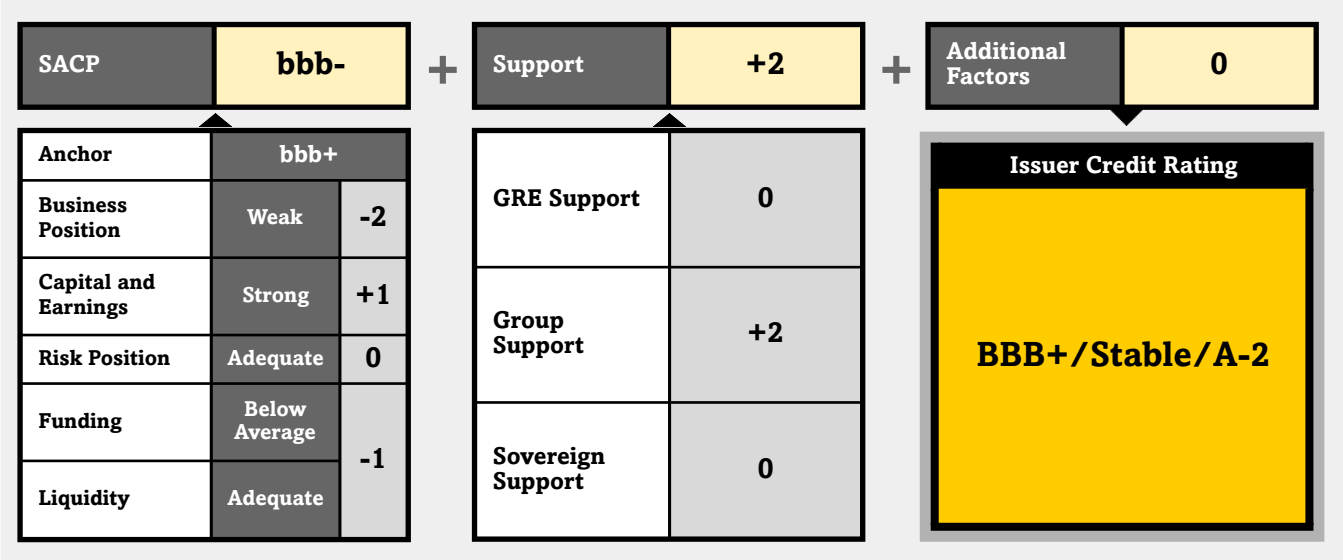 SACP
bbb-
+
Support
+2
+
Additional
Factors
0
Anchor
bbb+
Business
Position
Weak
-2
Capital and
Earnings
Strong
+1
Risk Position
Adequate
0
Funding
Below
Average
-1
Liquidity
Adequate
GRE Support
0
Group
Support
+2
Sovereign
Support
0
Issuer Credit Rating
BBB+/Stable/A-2